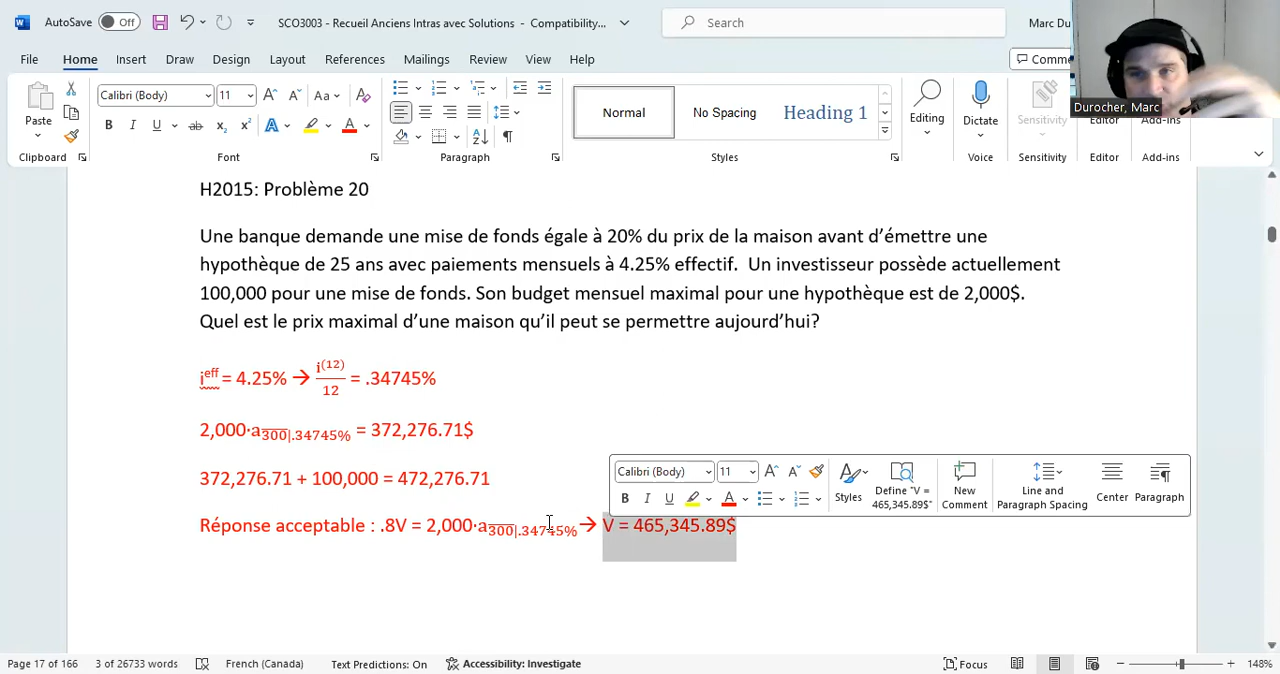 AutoSave Off SCO3003 - Recueil Anciens Intras avec Solutions - Compatibility... Search Marc Du
File Home Insert Draw Design Layout References Mailings Review View Help Comme
Durocher, Marc
Calibri (Body) 11 Aa
Paste
Normal No Spacing Heading 1
Editing Dictate Sensitivity Editor Add-ins
Clipboard Font Paragraph Styles Voice Sensitivity Editor Add-ins
H2015: Problème 20
Une banque demande une mise de fonds égale à 20% du prix de la maison avant d’émettre une
hypothèque de 25 ans avec paiements mensuels à 4.25% effectif. Un investisseur possède actuellement
100,000 pour une mise de fonds. Son budget mensuel maximal pour une hypothèque est de 2,000$.
Quel est le prix maximal d’une maison qu’il peut se permettre aujourd’hui?
i^eff = 4.25% → i^(12)/12 = .34745%
2,000·a_300|.34745% = 372,276.71$
372,276.71 + 100,000 = 472,276.71
Réponse acceptable : .8V = 2,000·a_300|.34745% → V = 465,345.89$
Calibri (Body) 11
B I U
Styles
Define "V =
465,345.89$"
New
Comment
Line and
Paragraph Spacing
Center
Paragraph
Page 17 of 166 3 of 26733 words French (Canada) Text Predictions: On Accessibility: Investigate Focus 148%